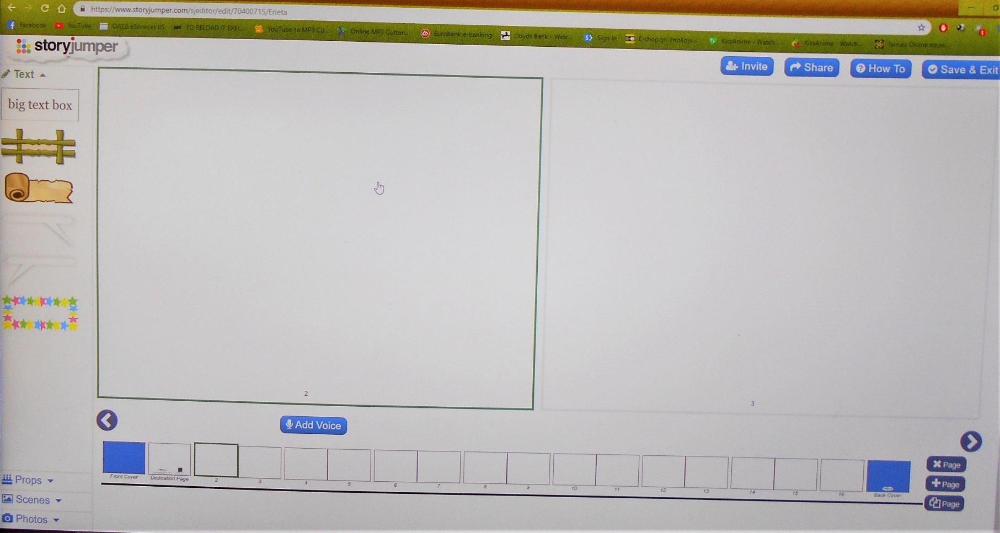 https://www.storyjumper.com/sjeditor/edit/70400715/Erieta
Facebook YouTube ΟΑΕΔ eServices IIS TO RELOAD IT EXEI... YouTube to MP3 Co... Online MP3 Cutter... Eurobank e-banking Lloyds Bank - Welc... Sign In E-shop.gr: Υπολογι... KissAnime - Watch... KissAnime - Watch... Tainies Online
storyjumper
Invite Share How To Save & Exit
Text
big text box
2
3
Add Voice
Front Cover Dedication Page 2 3 4 5 6 7 8 9 10 11 12 13 14 15 16 Back Cover
Page
Page
Page
Props
Scenes
Photos